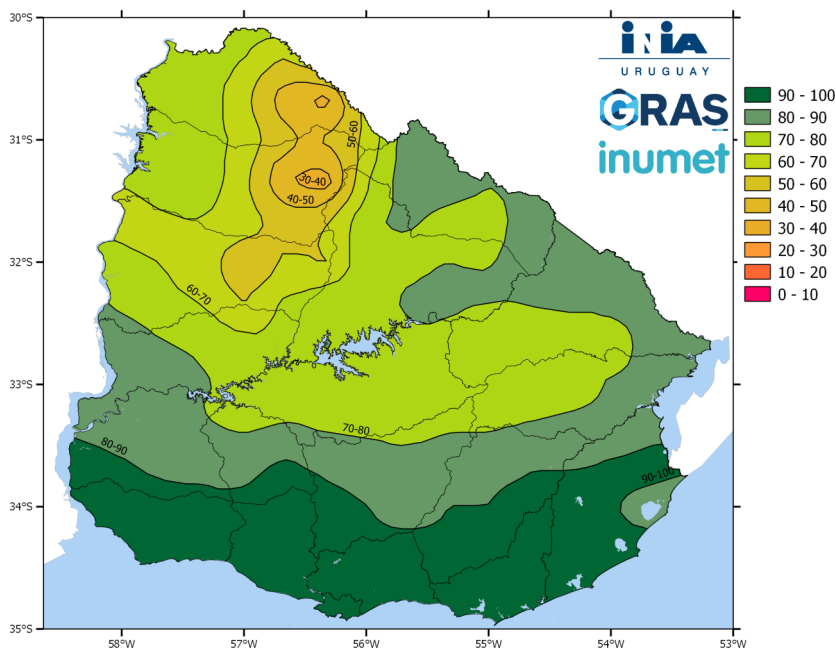 30°S
31°S
32°S
33°S
34°S
35°S
58°W
57°W
56°W
55°W
54°W
53°W
50-60
30-40
40-50
60-70
70-80
80-90
90-100
iNiA
URUGUAY
GRAS
inumet
90 - 100
80 - 90
70 - 80
60 - 70
50 - 60
40 - 50
30 - 40
20 - 30
10 - 20
0 - 10